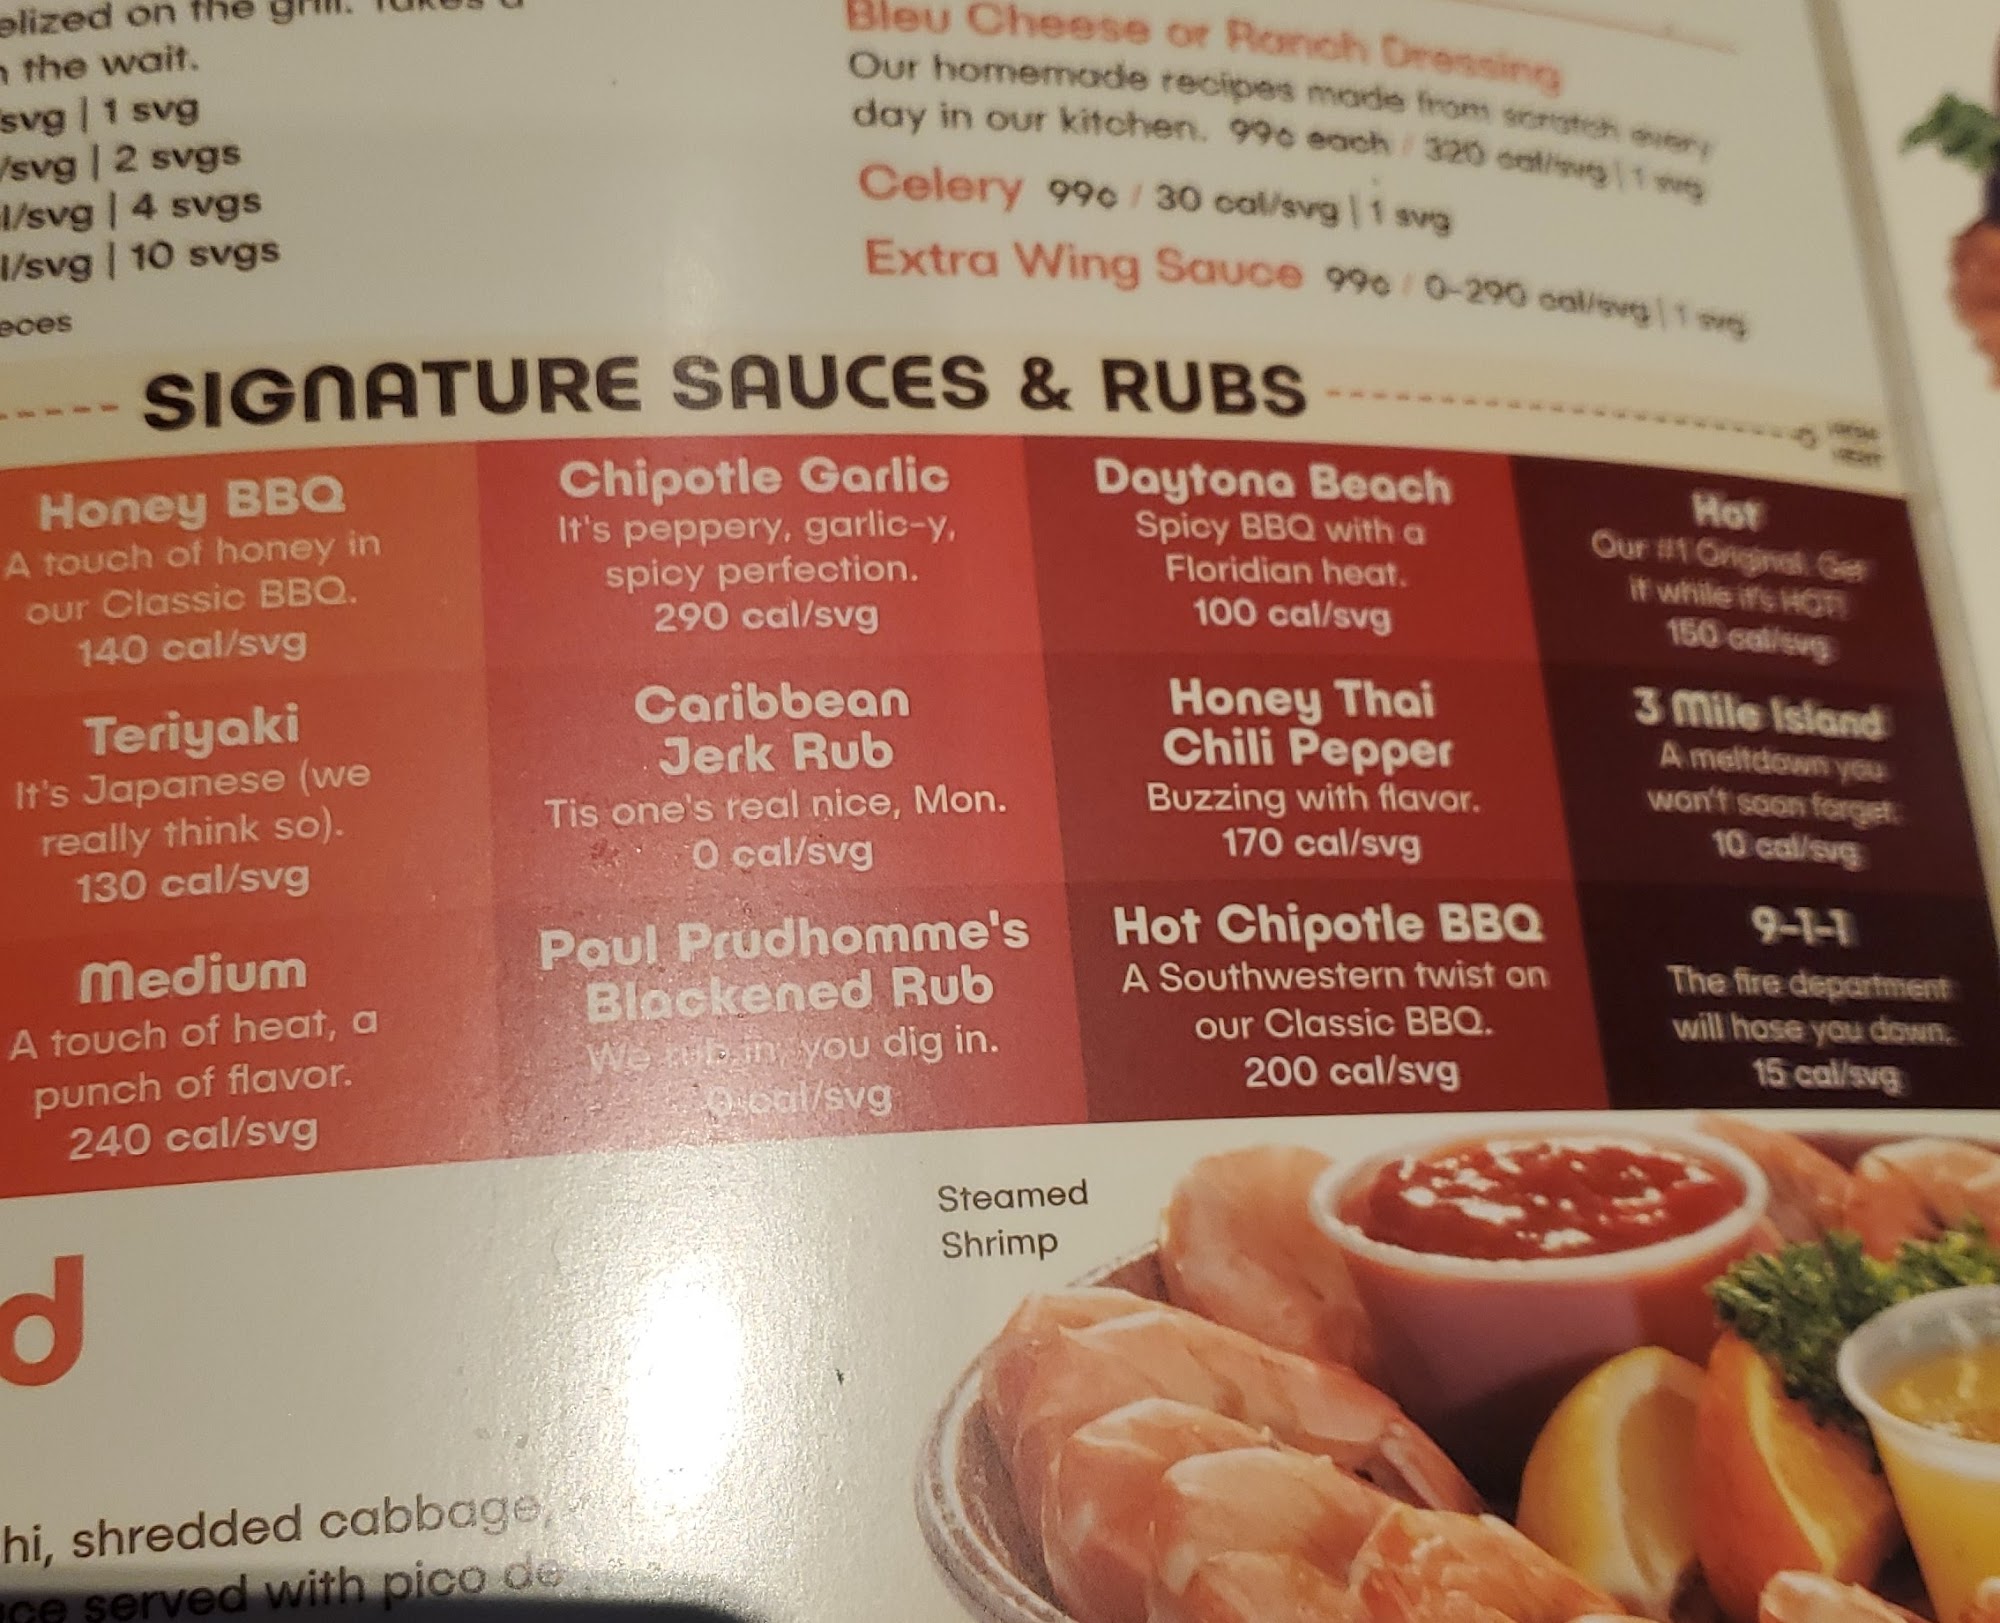 elized on the grill. Takes a
the wait.
svg | 1 svg
/svg | 2 svgs
l/svg | 4 svgs
l/svg | 10 svgs
eces
Bleu Cheese or Ranch Dressing
Our homemade recipes made from scratch every
day in our kitchen. 99¢ each / 320 cal/svg | 1 svg
Celery 99¢ / 30 cal/svg | 1 svg
Extra Wing Sauce 99¢ / 0-290 cal/svg | 1 svg
SIGNATURE SAUCES & RUBS
HEAT
Honey BBQ
A touch of honey in
our Classic BBQ.
140 cal/svg
Teriyaki
It's Japanese (we
really think so).
130 cal/svg
Medium
A touch of heat, a
punch of flavor.
240 cal/svg
Chipotle Garlic
It's peppery, garlic-y,
spicy perfection.
290 cal/svg
Caribbean
Jerk Rub
Tis one's real nice, Mon.
0 cal/svg
Paul Prudhomme's
Blackened Rub
We rub in, you dig in.
0 cal/svg
Daytona Beach
Spicy BBQ with a
Floridian heat.
100 cal/svg
Honey Thai
Chili Pepper
Buzzing with flavor.
170 cal/svg
Hot Chipotle BBQ
A Southwestern twist on
our Classic BBQ.
200 cal/svg
Hot
Our #1 Original. Get
it while it's HOT!
150 cal/svg
3 Mile Island
A meltdown you
won't soon forget.
10 cal/svg
9-1-1
The fire department
will hose you down.
15 cal/svg
Steamed
Shrimp
d
hi, shredded cabbage,
ce served with pico de